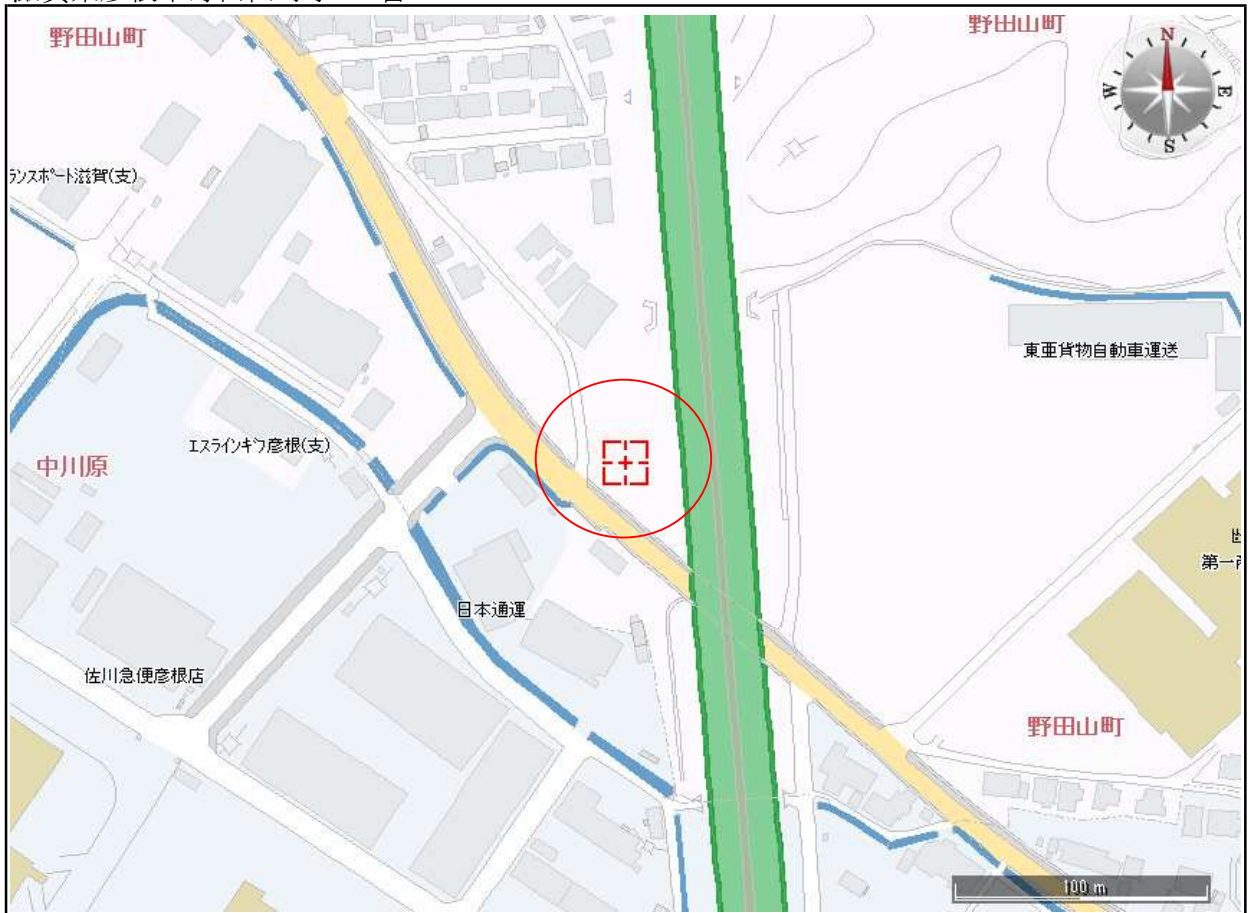 野田山町
野田山町
N
W
E
S
ランスポート滋賀(支)
東亜貨物自動車運送
エスラインギフ彦根(支)
中川原
第一
日本通運
佐川急便彦根店
野田山町
100 m